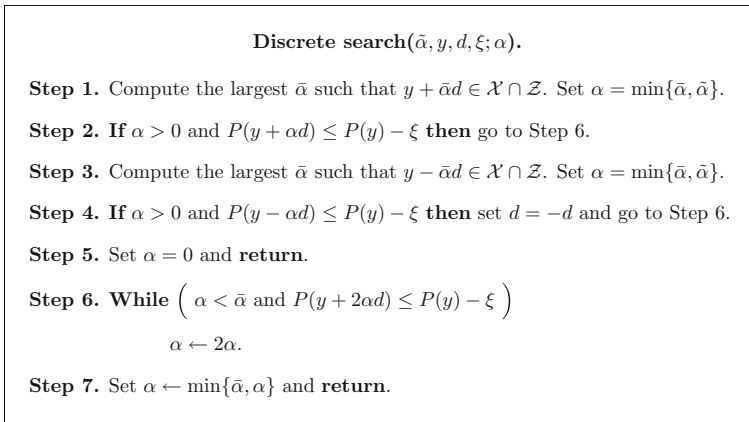 Discrete search(α̃, y, d, ξ; α).
Step 1. Compute the largest ᾱ such that y + ᾱd ∈ 𝒳 ∩ 𝒵. Set α = min{ᾱ, α̃}.
Step 2. If α > 0 and P(y + αd) ≤ P(y) − ξ then go to Step 6.
Step 3. Compute the largest ᾱ such that y − ᾱd ∈ 𝒳 ∩ 𝒵. Set α = min{ᾱ, α̃}.
Step 4. If α > 0 and P(y − αd) ≤ P(y) − ξ then set d = −d and go to Step 6.
Step 5. Set α = 0 and return.
Step 6. While ( α < ᾱ and P(y + 2αd) ≤ P(y) − ξ )
α ← 2α.
Step 7. Set α ← min{ᾱ, α} and return.